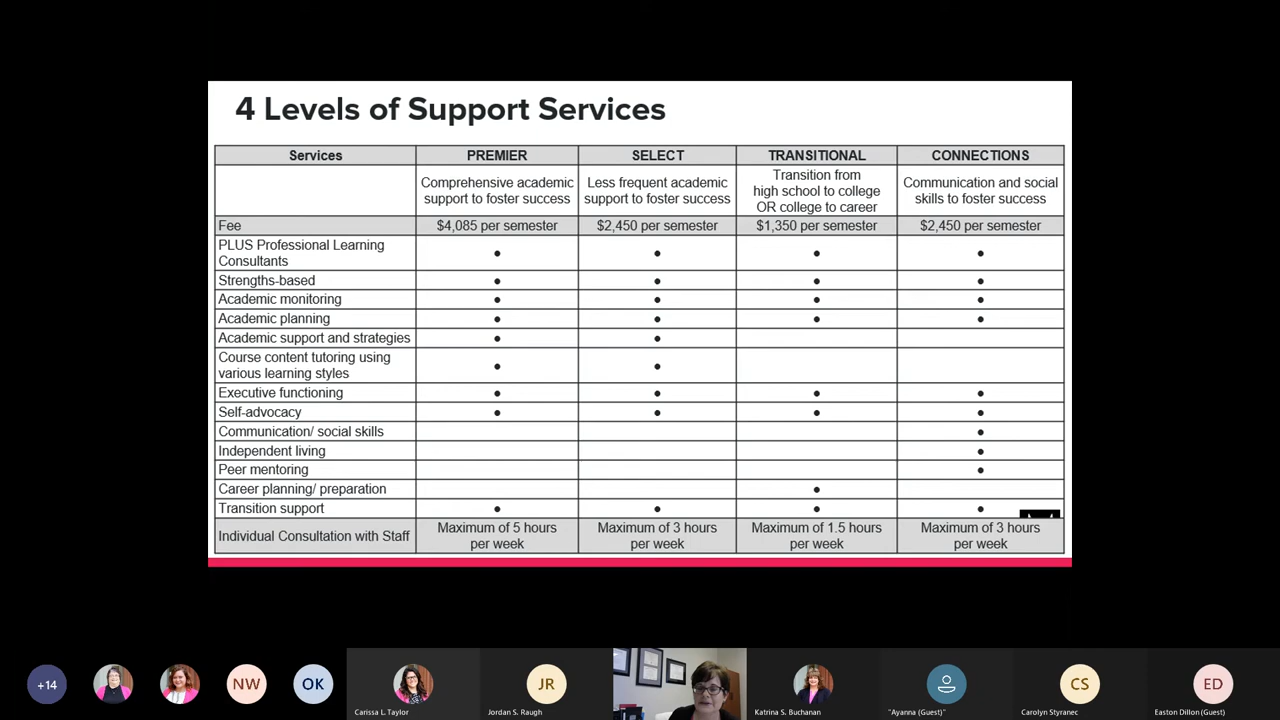 4 Levels of Support Services
Services PREMIER SELECT TRANSITIONAL CONNECTIONS
Comprehensive academic support to foster success
Less frequent academic support to foster success
Transition from high school to college OR college to career
Communication and social skills to foster success
Fee $4,085 per semester $2,450 per semester $1,350 per semester $2,450 per semester
PLUS Professional Learning
Consultants ● ● ● ●
Strengths-based ● ● ● ●
Academic monitoring ● ● ● ●
Academic planning ● ● ● ●
Academic support and strategies ● ●
Course content tutoring using
various learning styles ● ●
Executive functioning ● ● ● ●
Self-advocacy ● ● ● ●
Communication/ social skills ●
Independent living ●
Peer mentoring ●
Career planning/ preparation ●
Transition support ● ● ● ●
Individual Consultation with Staff
Maximum of 5 hours per week
Maximum of 3 hours per week
Maximum of 1.5 hours per week
Maximum of 3 hours per week
+14 NW OK JR CS ED
Carissa L. Taylor Jordan S. Raugh Katrina S. Buchanan "Ayanna (Guest)" Carolyn Styranec Easton Dillon (Guest)